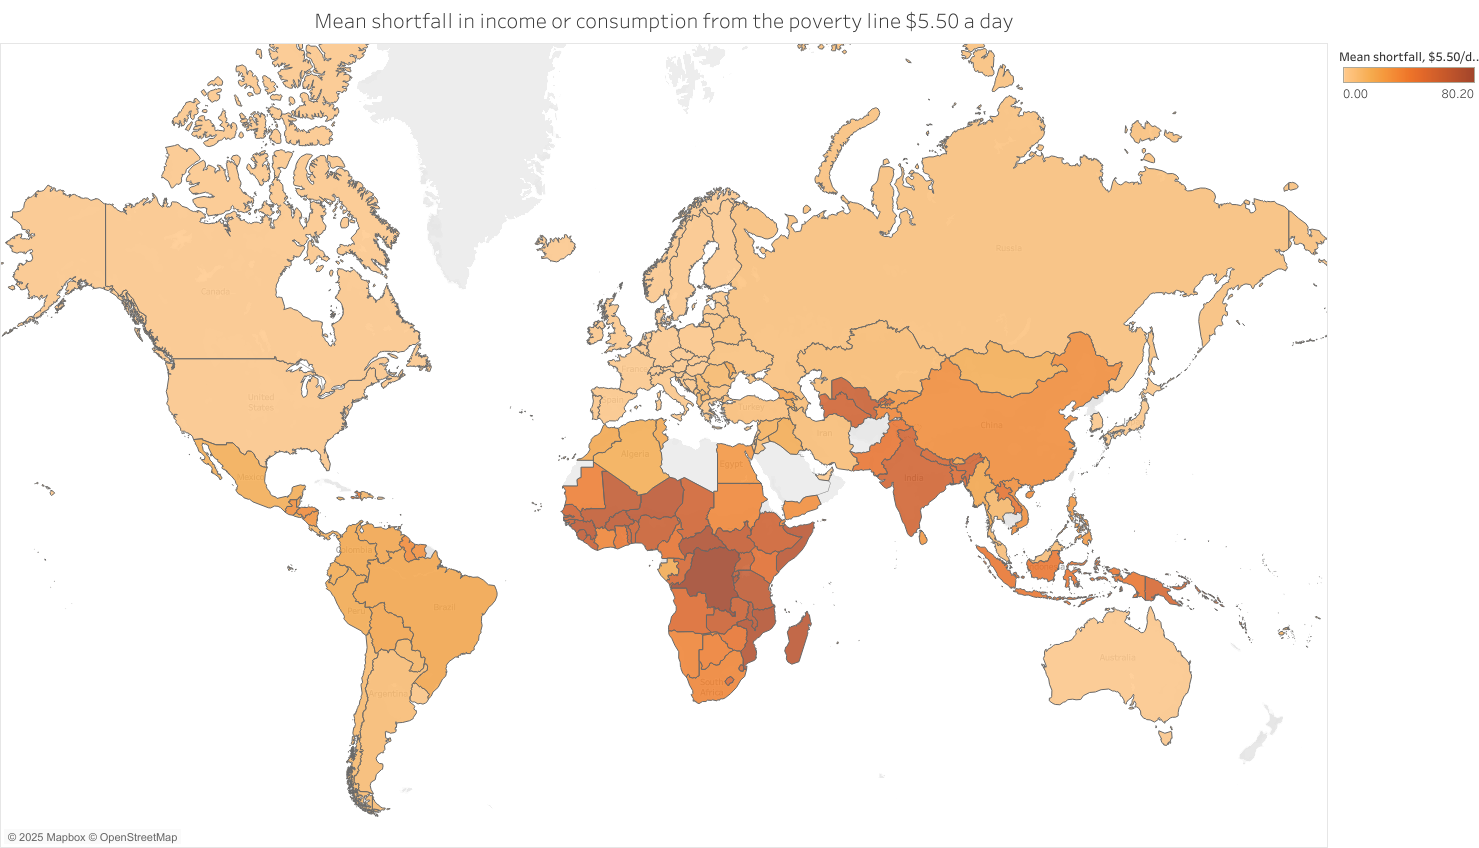 Mean shortfall in income or consumption from the poverty line $5.50 a day
Mean shortfall, $5.50/d..
0.00 80.20
Canada
Russia
United
States
France
Turkey
Iran
China
Algeria
Egypt
India
Mexico
Brazil
Peru
Argentina
South
Africa
Australia
© 2025 Mapbox © OpenStreetMap